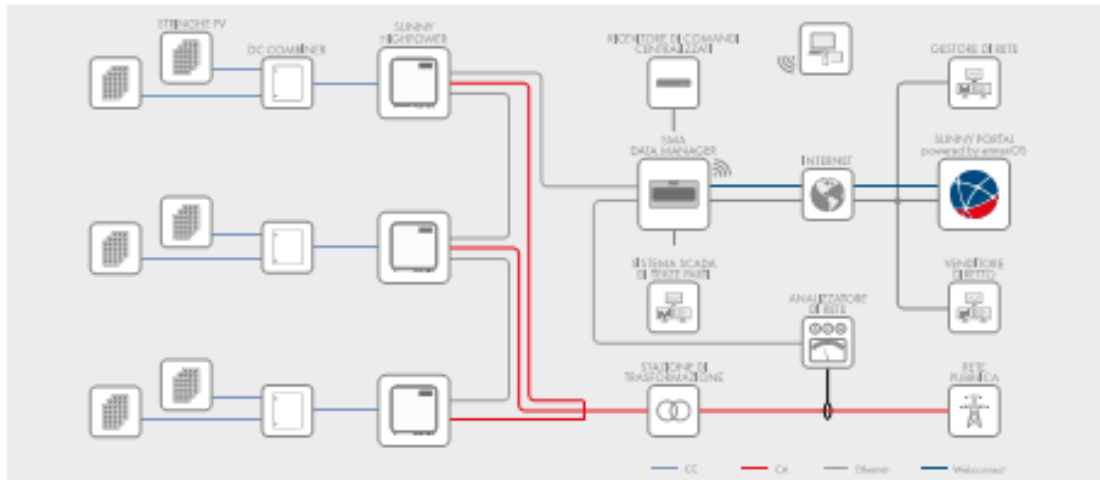 STRINGHE FV
DC COMBINER
SUNNY
HIGHPOWER
RICEVITORE DI COMANDI
CENTRALIZZATI
GESTORE DI RETE
SMA
DATA MANAGER
INTERNET
SUNNY PORTAL
powered by ennexOS
SISTEMA SCADA
DI TERZE PARTI
ANALIZZATORE
DI RETE
VENDITORE
DIRETTO
STAZIONE DI
TRASFORMAZIONE
RETE
PUBBLICA
CC
CA
Ethernet
Webconnect